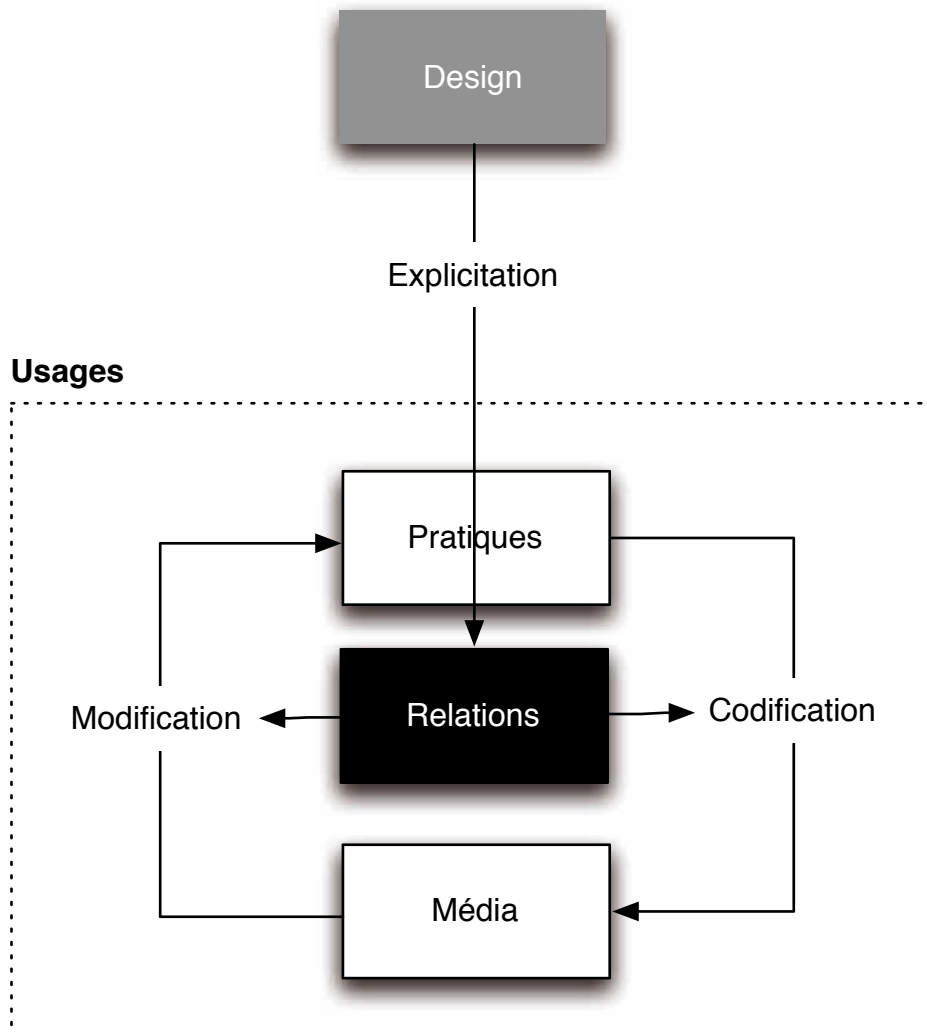 Design
Explicitation
Usages
Pratiques
Modification
Relations
Codification
Média